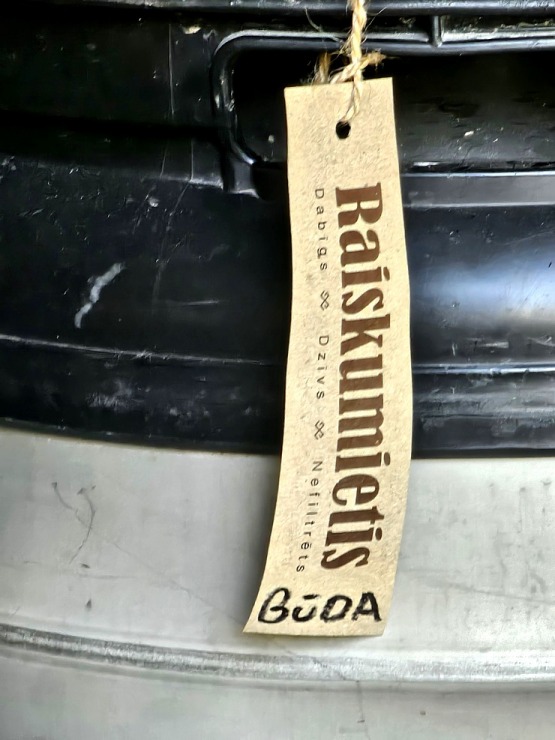 Raiskumietis
Dabīgs Dzīvs Nefiltrēts
BŪDA